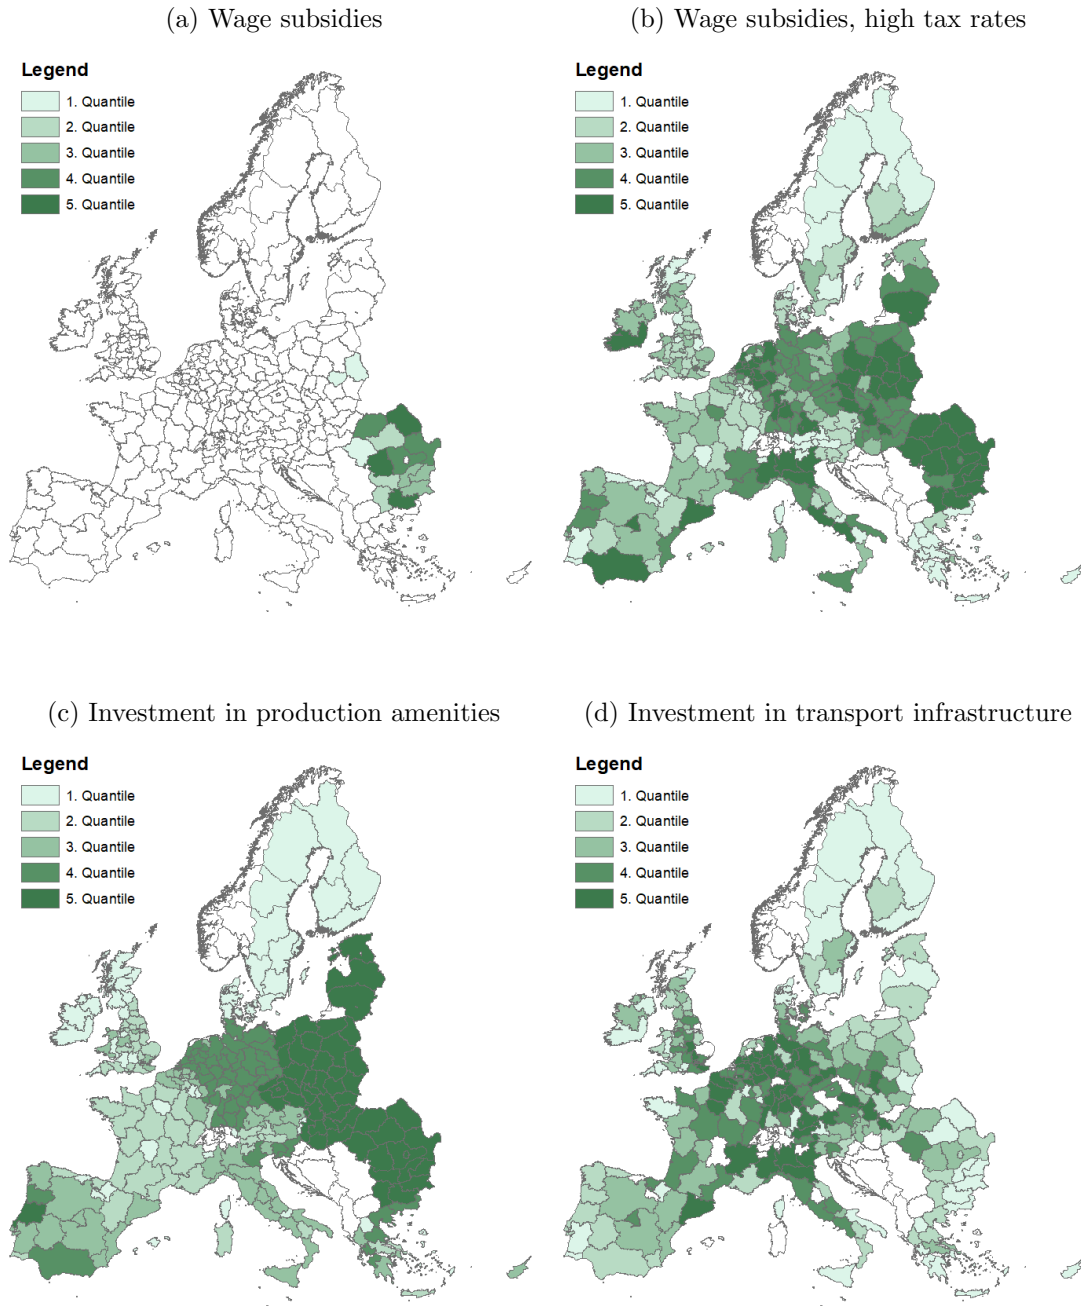 (a) Wage subsidies
Legend
1. Quantile
2. Quantile
3. Quantile
4. Quantile
5. Quantile
(b) Wage subsidies, high tax rates
Legend
1. Quantile
2. Quantile
3. Quantile
4. Quantile
5. Quantile
(c) Investment in production amenities
Legend
1. Quantile
2. Quantile
3. Quantile
4. Quantile
5. Quantile
(d) Investment in transport infrastructure
Legend
1. Quantile
2. Quantile
3. Quantile
4. Quantile
5. Quantile